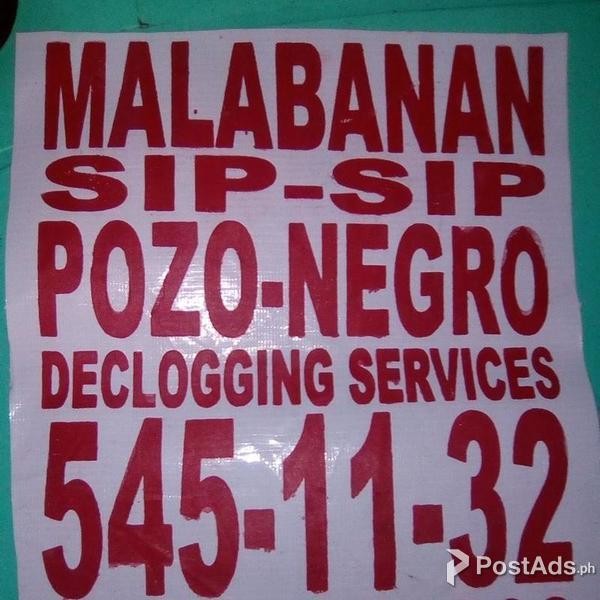 MALABANAN
SIP-SIP
POZO-NEGRO
DECLOGGING SERVICES
545-11-32
PostAds.ph